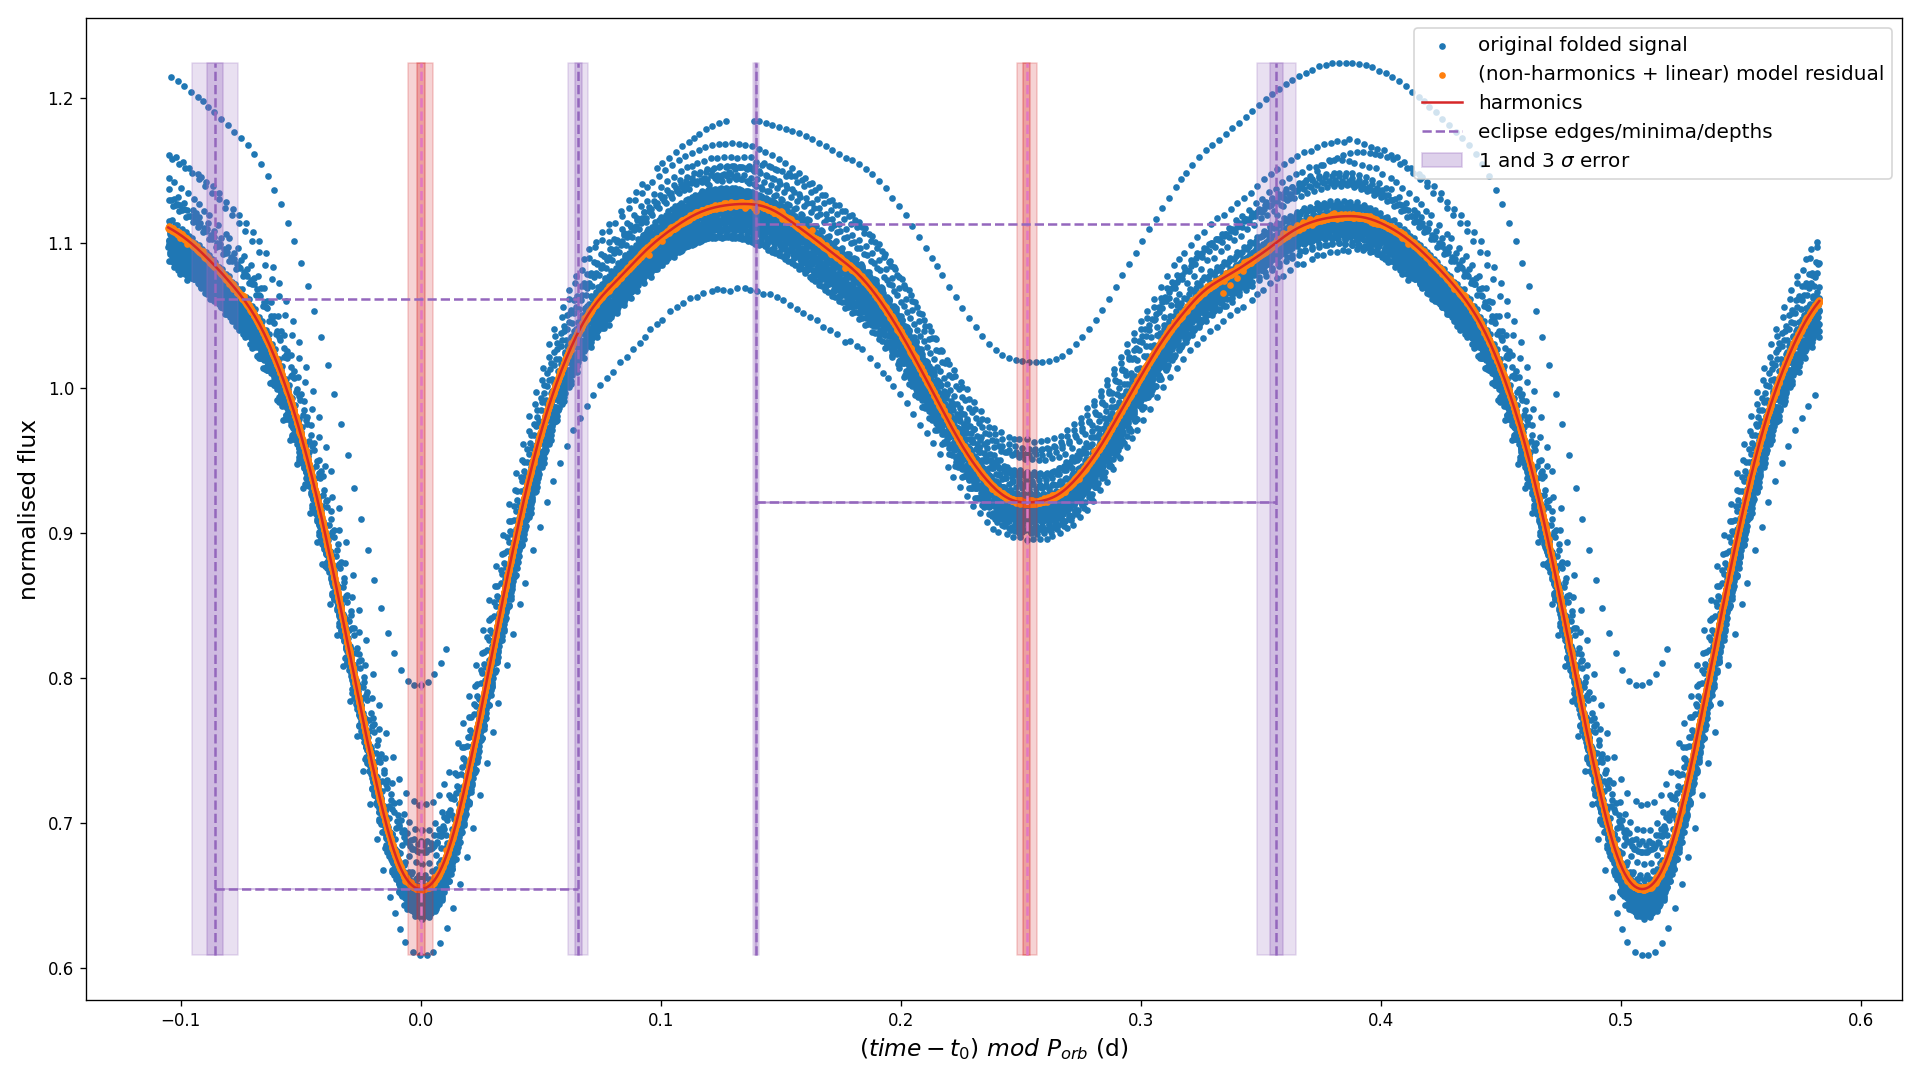 original folded signal
(non-harmonics + linear) model residual
harmonics
eclipse edges/minima/depths
1 and 3 σ error
normalised flux
1.2
1.1
1.0
0.9
0.8
0.7
0.6
−0.1
0.0
0.1
0.2
0.3
0.4
0.5
0.6
(time − t₀) mod Pₒᵣb (d)